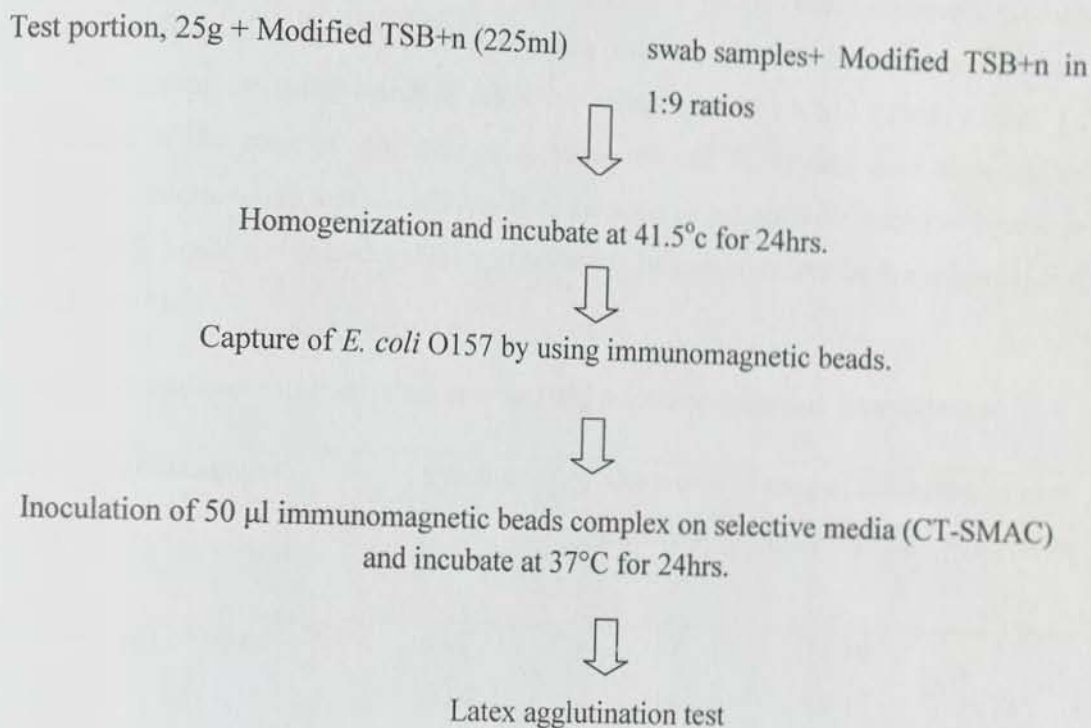 Test portion, 25g + Modified TSB+n (225ml)
swab samples+ Modified TSB+n in
1:9 ratios
Homogenization and incubate at 41.5°c for 24hrs.
Capture of E. coli O157 by using immunomagnetic beads.
Inoculation of 50 µl immunomagnetic beads complex on selective media (CT-SMAC)
and incubate at 37°C for 24hrs.
Latex agglutination test